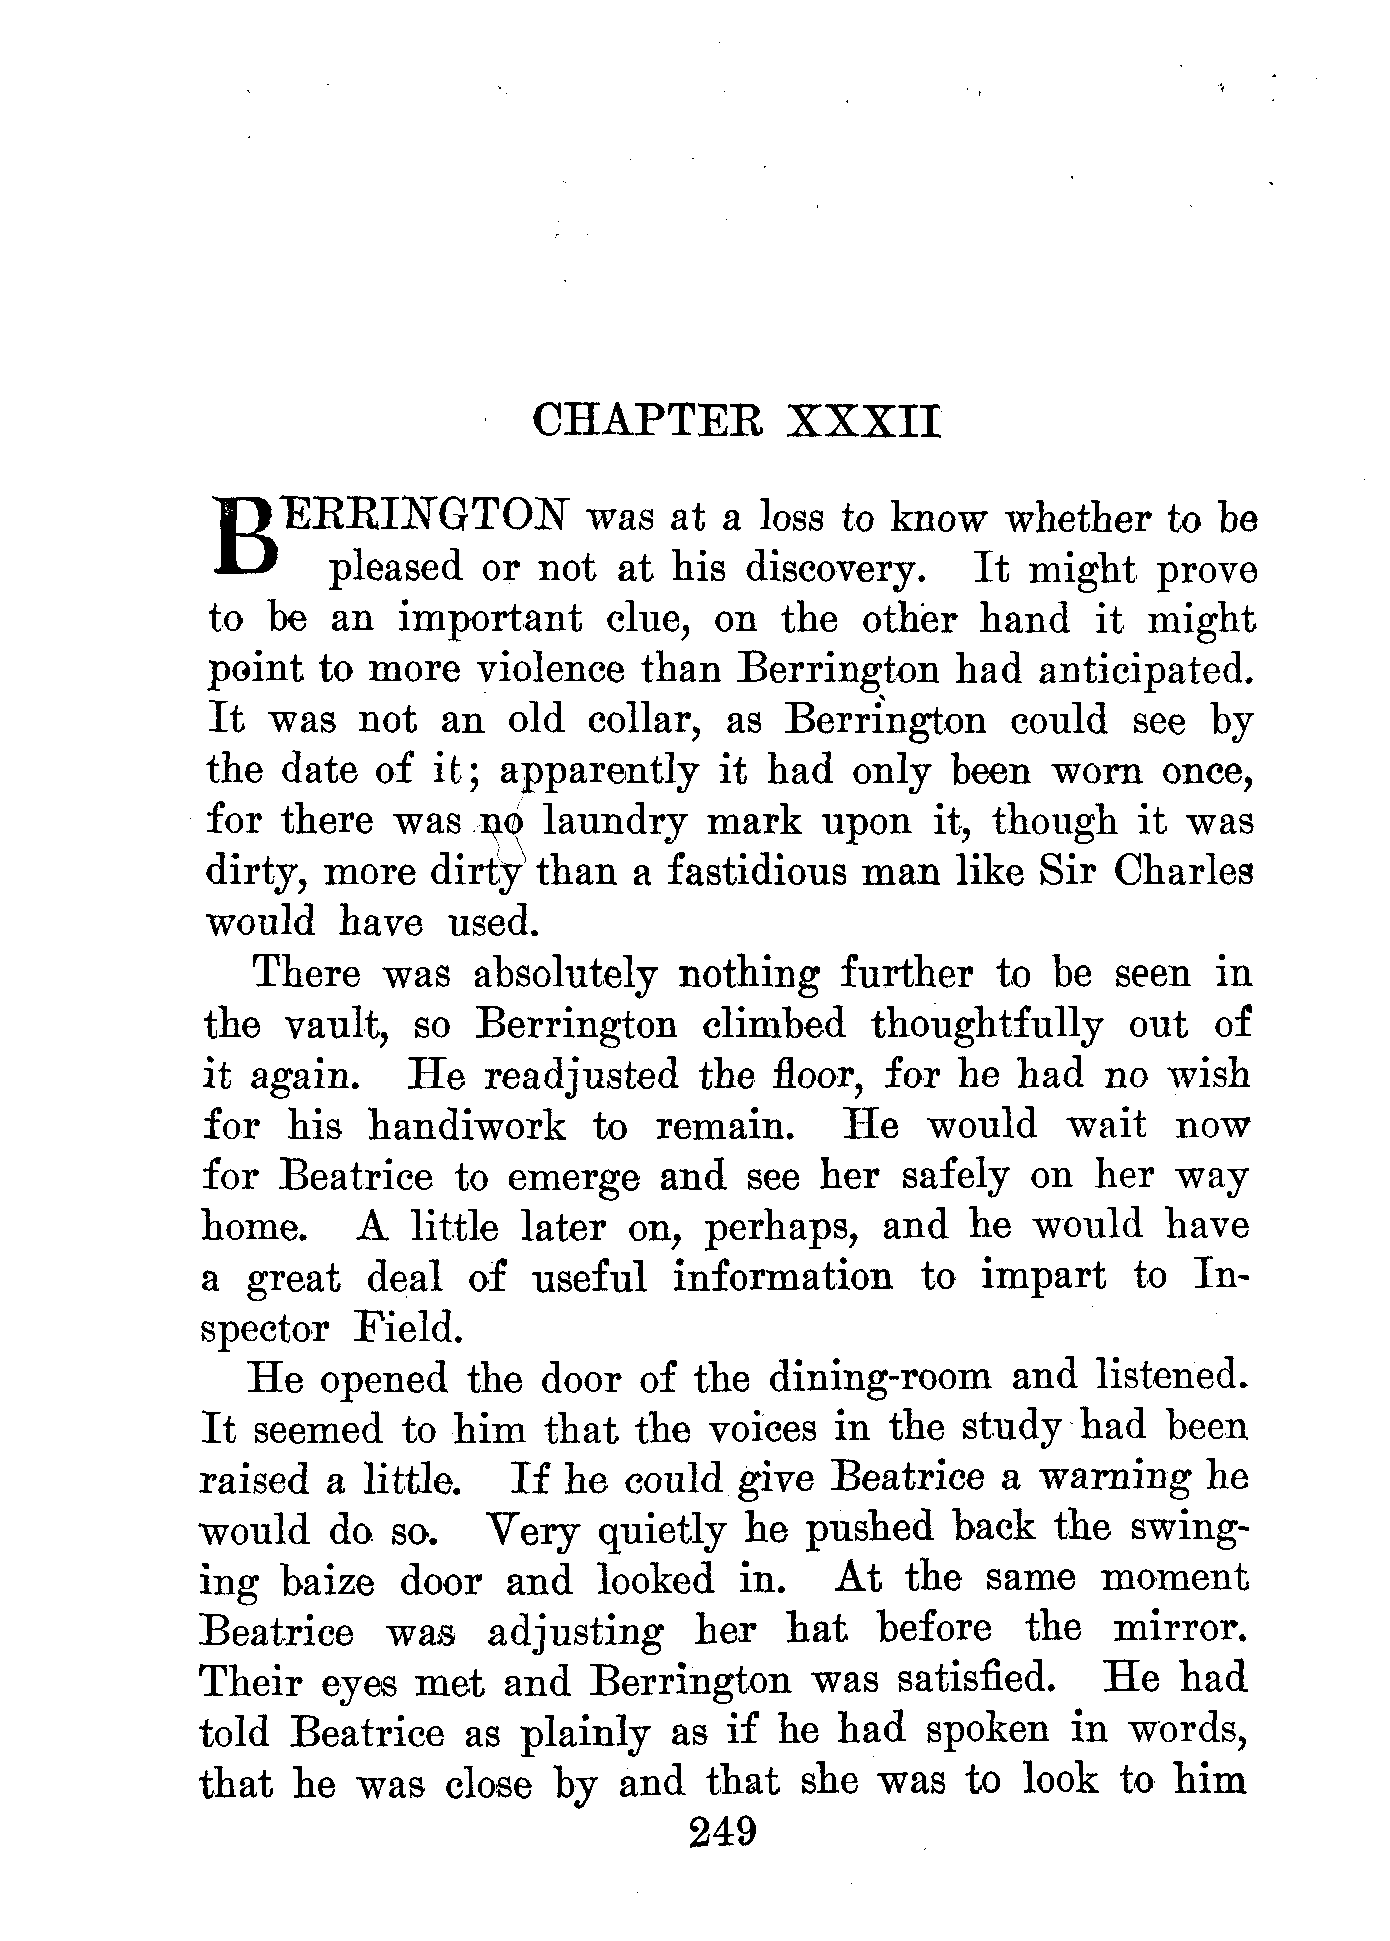 CHAPTER XXXII
BERRINGTON was at a loss to know whether to be
pleased or not at his discovery. It might prove
to be an important clue, on the other hand it might
point to more violence than Berrington had anticipated.
It was not an old collar, as Berrington could see by
the date of it; apparently it had only been worn once,
for there was no laundry mark upon it, though it was
dirty, more dirty than a fastidious man like Sir Charles
would have used.
There was absolutely nothing further to be seen in
the vault, so Berrington climbed thoughtfully out of
it again. He readjusted the floor, for he had no wish
for his handiwork to remain. He would wait now
for Beatrice to emerge and see her safely on her way
home. A little later on, perhaps, and he would have
a great deal of useful information to impart to In-
spector Field.
He opened the door of the dining-room and listened.
It seemed to him that the voices in the study had been
raised a little. If he could give Beatrice a warning he
would do so. Very quietly he pushed back the swing-
ing baize door and looked in. At the same moment
Beatrice was adjusting her hat before the mirror.
Their eyes met and Berrington was satisfied. He had
told Beatrice as plainly as if he had spoken in words,
that he was close by and that she was to look to him
249